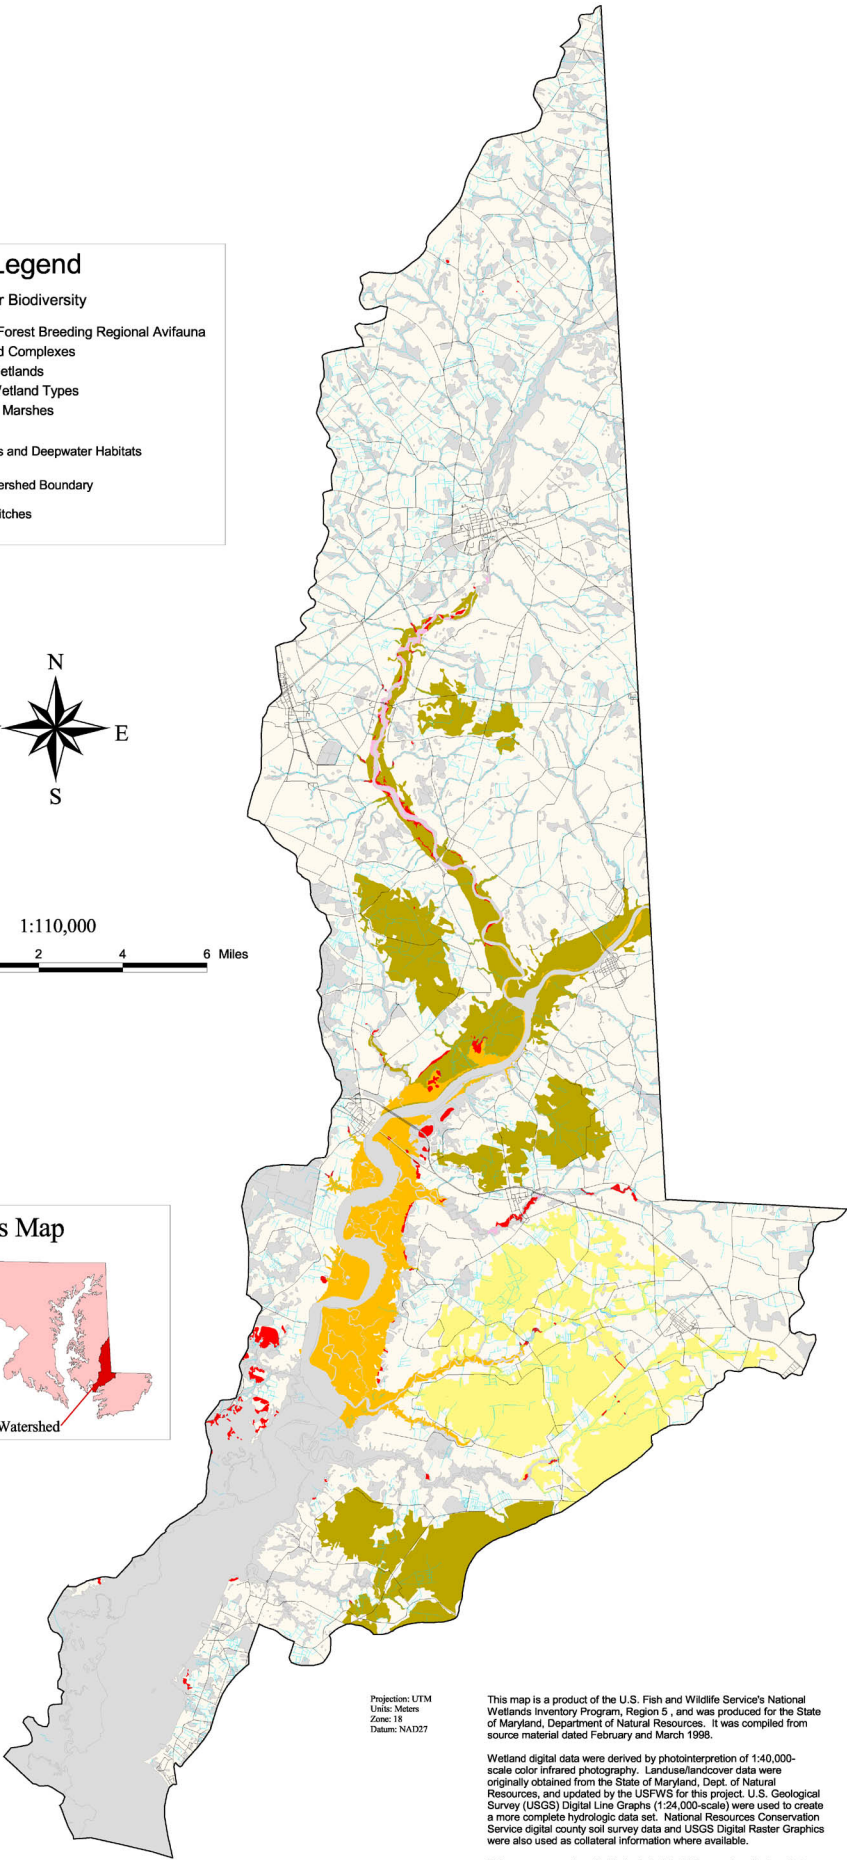 Legend
r Biodiversity
Forest Breeding Regional Avifauna
d Complexes
etlands
etland Types
Marshes
s and Deepwater Habitats
ershed Boundary
itches
N
E
S
1:110,000
2 4 6 Miles
s Map
Watershed
Projection: UTM
Units: Meters
Zone: 18
Datum: NAD27
This map is a product of the U.S. Fish and Wildlife Service's National
Wetlands Inventory Program, Region 5 , and was produced for the State
of Maryland, Department of Natural Resources. It was compiled from
source material dated February and March 1998.
Wetland digital data were derived by photointerpretion of 1:40,000-
scale color infrared photography. Landuse/landcover data were
originally obtained from the State of Maryland, Dept. of Natural
Resources, and updated by the USFWS for this project. U.S. Geological
Survey (USGS) Digital Line Graphs (1:24,000-scale) were used to create
a more complete hydrologic data set. National Resources Conservation
Service digital county soil survey data and USGS Digital Raster Graphics
were also used as collateral information where available.